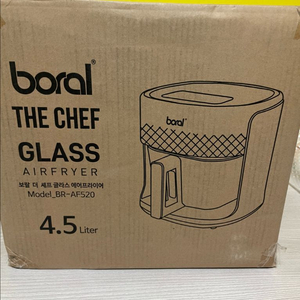 boral®
THE CHEF
GLASS
AIRFRYER
보랄 더 셰프 글라스 에어프라이어
Model_BR-AF520
4.5 Liter
boral